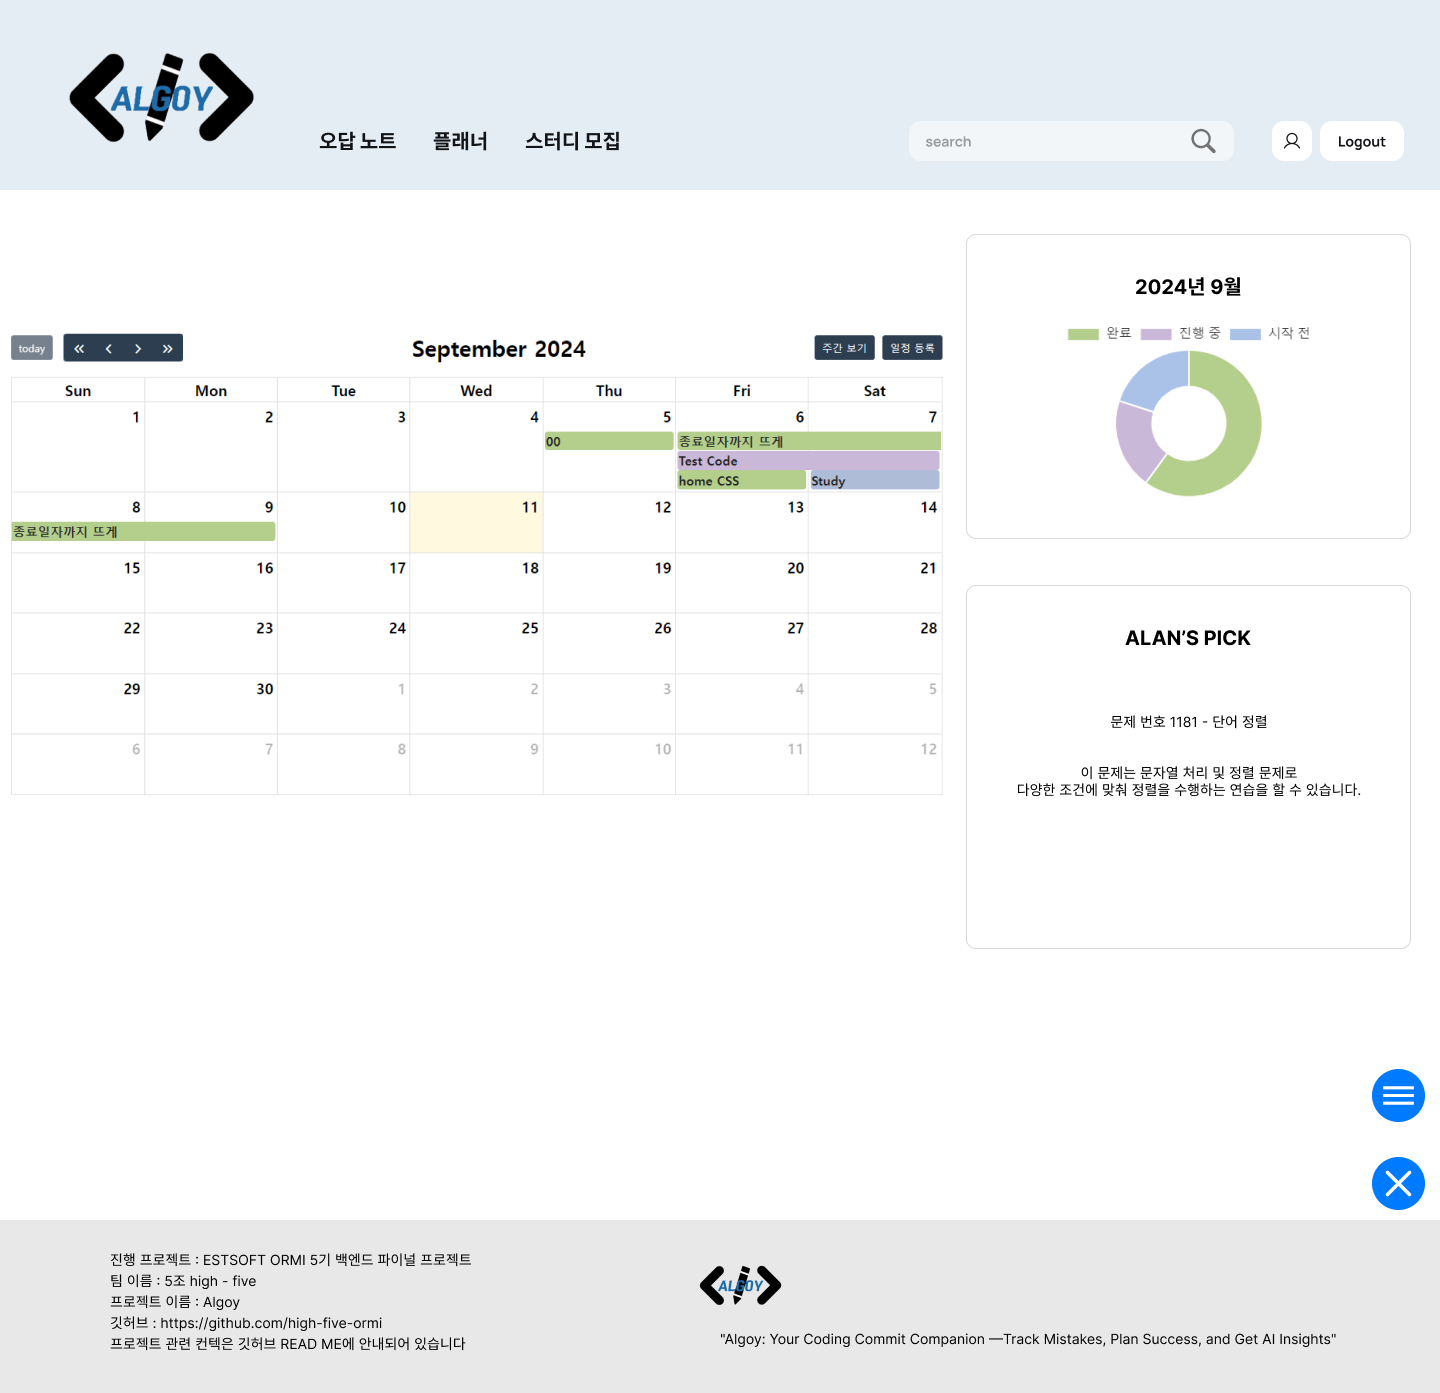 ALGOY
오답 노트 플래너 스터디 모집
search
Logout
today
September 2024
주간 보기 일정 등록
Sun Mon Tue Wed Thu Fri Sat
1 2 3 4 5 6 7
00 종료일자까지 뜨게
Test Code
home CSS Study
8 9 10 11 12 13 14
종료일자까지 뜨게
15 16 17 18 19 20 21
22 23 24 25 26 27 28
29 30 1 2 3 4 5
6 7 8 9 10 11 12
2024년 9월
완료 진행 중 시작 전
ALAN’S PICK
문제 번호 1181 - 단어 정렬
이 문제는 문자열 처리 및 정렬 문제로
다양한 조건에 맞춰 정렬을 수행하는 연습을 할 수 있습니다.
진행 프로젝트 : ESTSOFT ORMI 5기 백엔드 파이널 프로젝트
팀 이름 : 5조 high - five
프로젝트 이름 : Algoy
깃허브 : https://github.com/high-five-ormi
프로젝트 관련 컨텍은 깃허브 READ ME에 안내되어 있습니다
ALGOY
"Algoy: Your Coding Commit Companion —Track Mistakes, Plan Success, and Get AI Insights"